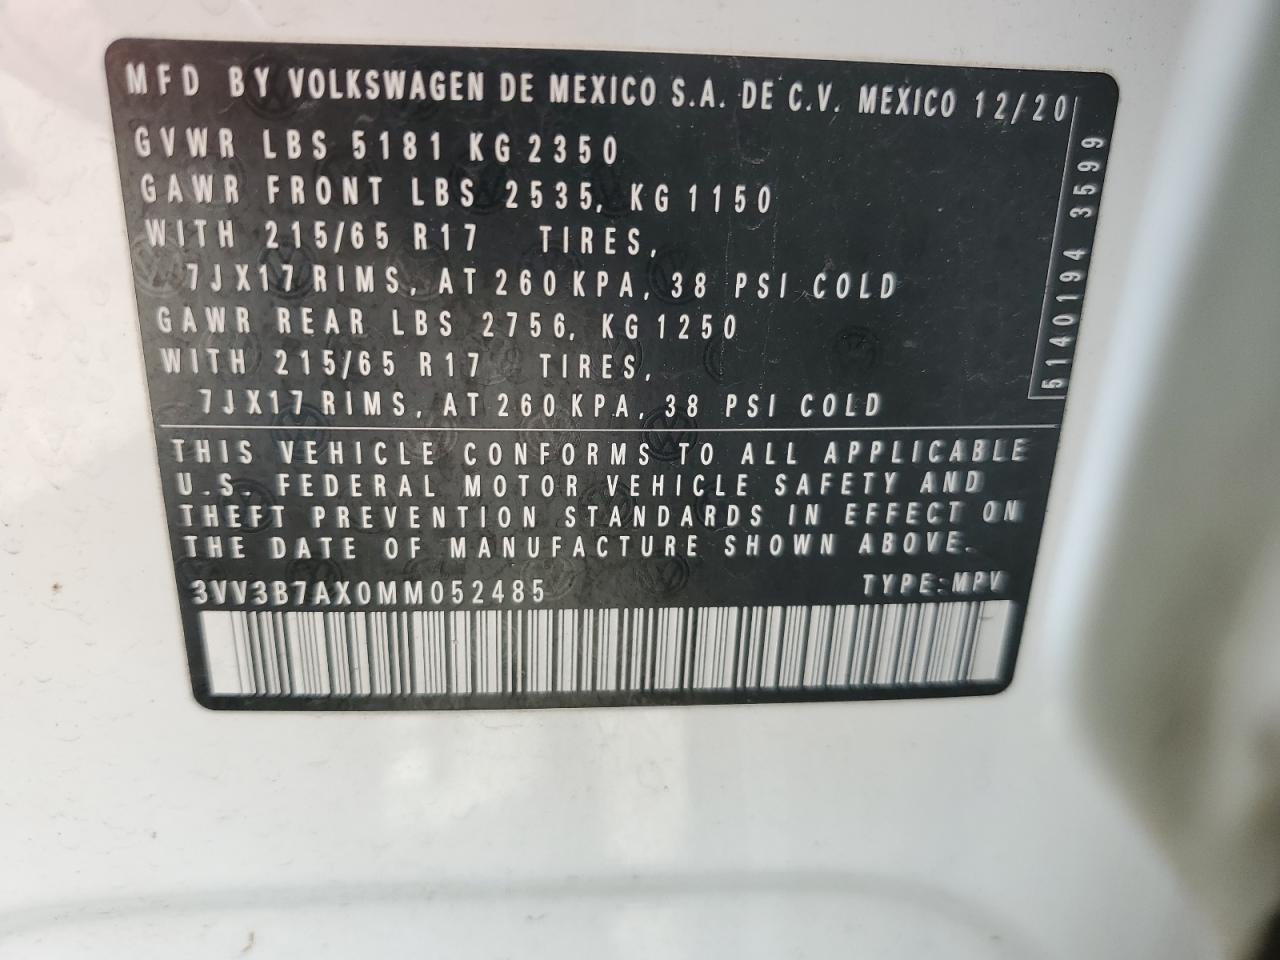 MFD BY VOLKSWAGEN DE MEXICO S.A. DE C.V. MEXICO 12/20
GVWR LBS 5181 KG 2350
GAWR FRONT LBS 2535, KG 1150
WITH 215/65 R17 TIRES,
7JX17 RIMS, AT 260 KPA, 38 PSI COLD
GAWR REAR LBS 2756, KG 1250
WITH 215/65 R17 TIRES,
7JX17 RIMS, AT 260 KPA, 38 PSI COLD
5140194 3599
THIS VEHICLE CONFORMS TO ALL APPLICABLE
U.S. FEDERAL MOTOR VEHICLE SAFETY AND
THEFT PREVENTION STANDARDS IN EFFECT ON
THE DATE OF MANUFACTURE SHOWN ABOVE.
3VV3B7AX0MM052485 TYPE: MPV